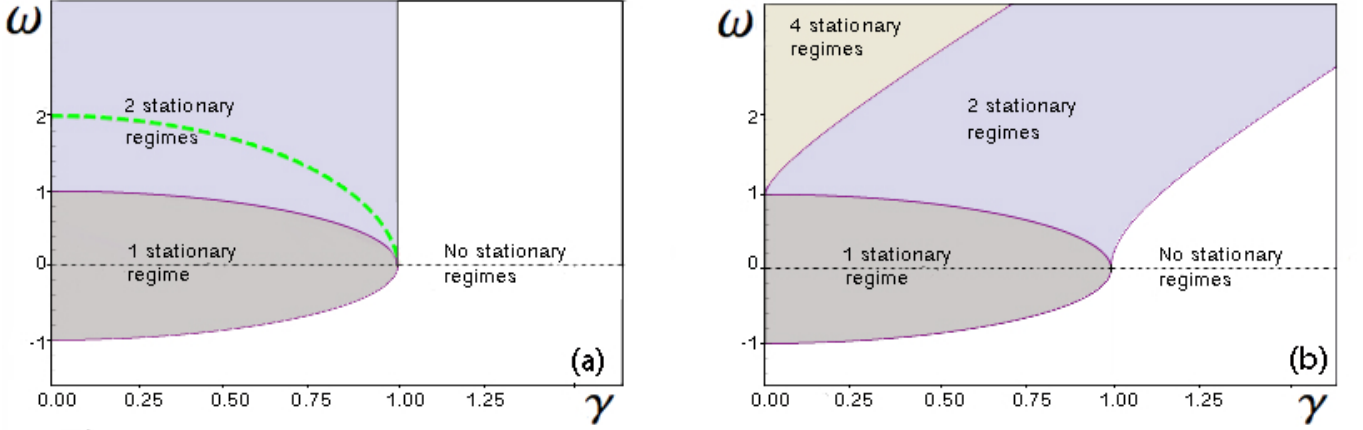 ω
2 stationary
regimes
2
1
1 stationary
regime
0
No stationary
regimes
-1
(a)
0.00 0.25 0.50 0.75 1.00 1.25 γ
ω
4 stationary
regimes
2
2 stationary
regimes
1
1 stationary
regime
0
No stationary
regimes
-1
(b)
0.00 0.25 0.50 0.75 1.00 1.25 γ